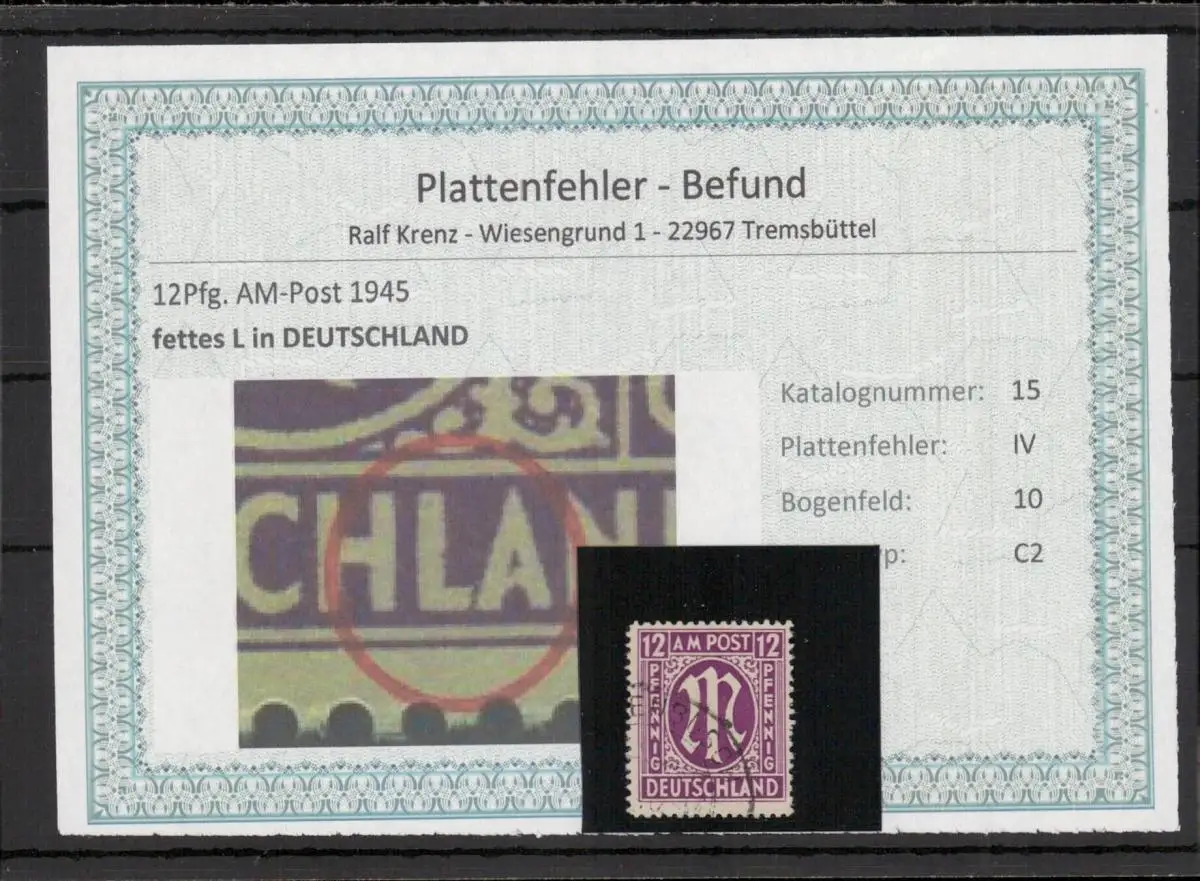 Plattenfehler - Befund
Ralf Krenz - Wiesengrund 1 - 22967 Tremsbüttel
12Pfg. AM-Post 1945
fettes L in DEUTSCHLAND
Katalognummer: 15
Plattenfehler: IV
Bogenfeld: 10
yp: C2
CHLAN
12 AM POST 12
PFENNIG PFENNIG
DEUTSCHLAND